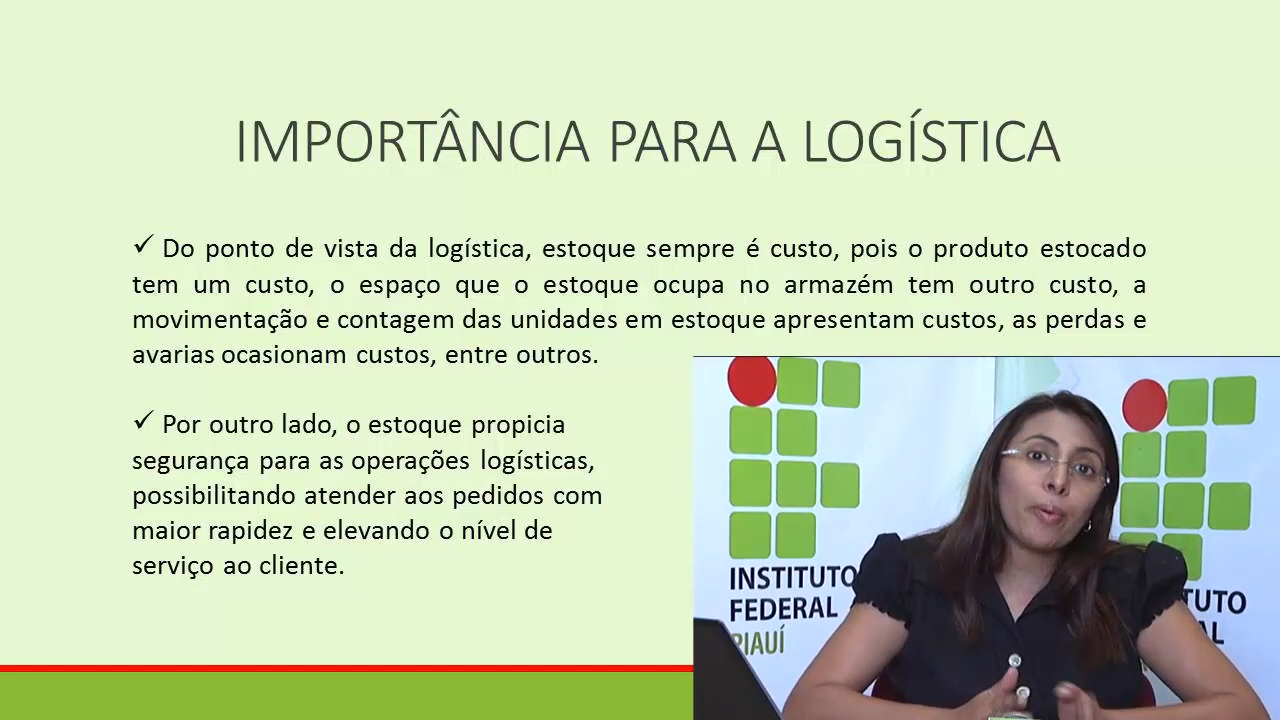 IMPORTÂNCIA PARA A LOGÍSTICA
✓ Do ponto de vista da logística, estoque sempre é custo, pois o produto estocado
tem um custo, o espaço que o estoque ocupa no armazém tem outro custo, a
movimentação e contagem das unidades em estoque apresentam custos, as perdas e
avarias ocasionam custos, entre outros.
✓ Por outro lado, o estoque propicia
segurança para as operações logísticas,
possibilitando atender aos pedidos com
maior rapidez e elevando o nível de
serviço ao cliente.
INSTITUTO
FEDERAL
PIAUÍ
TUTO
AL